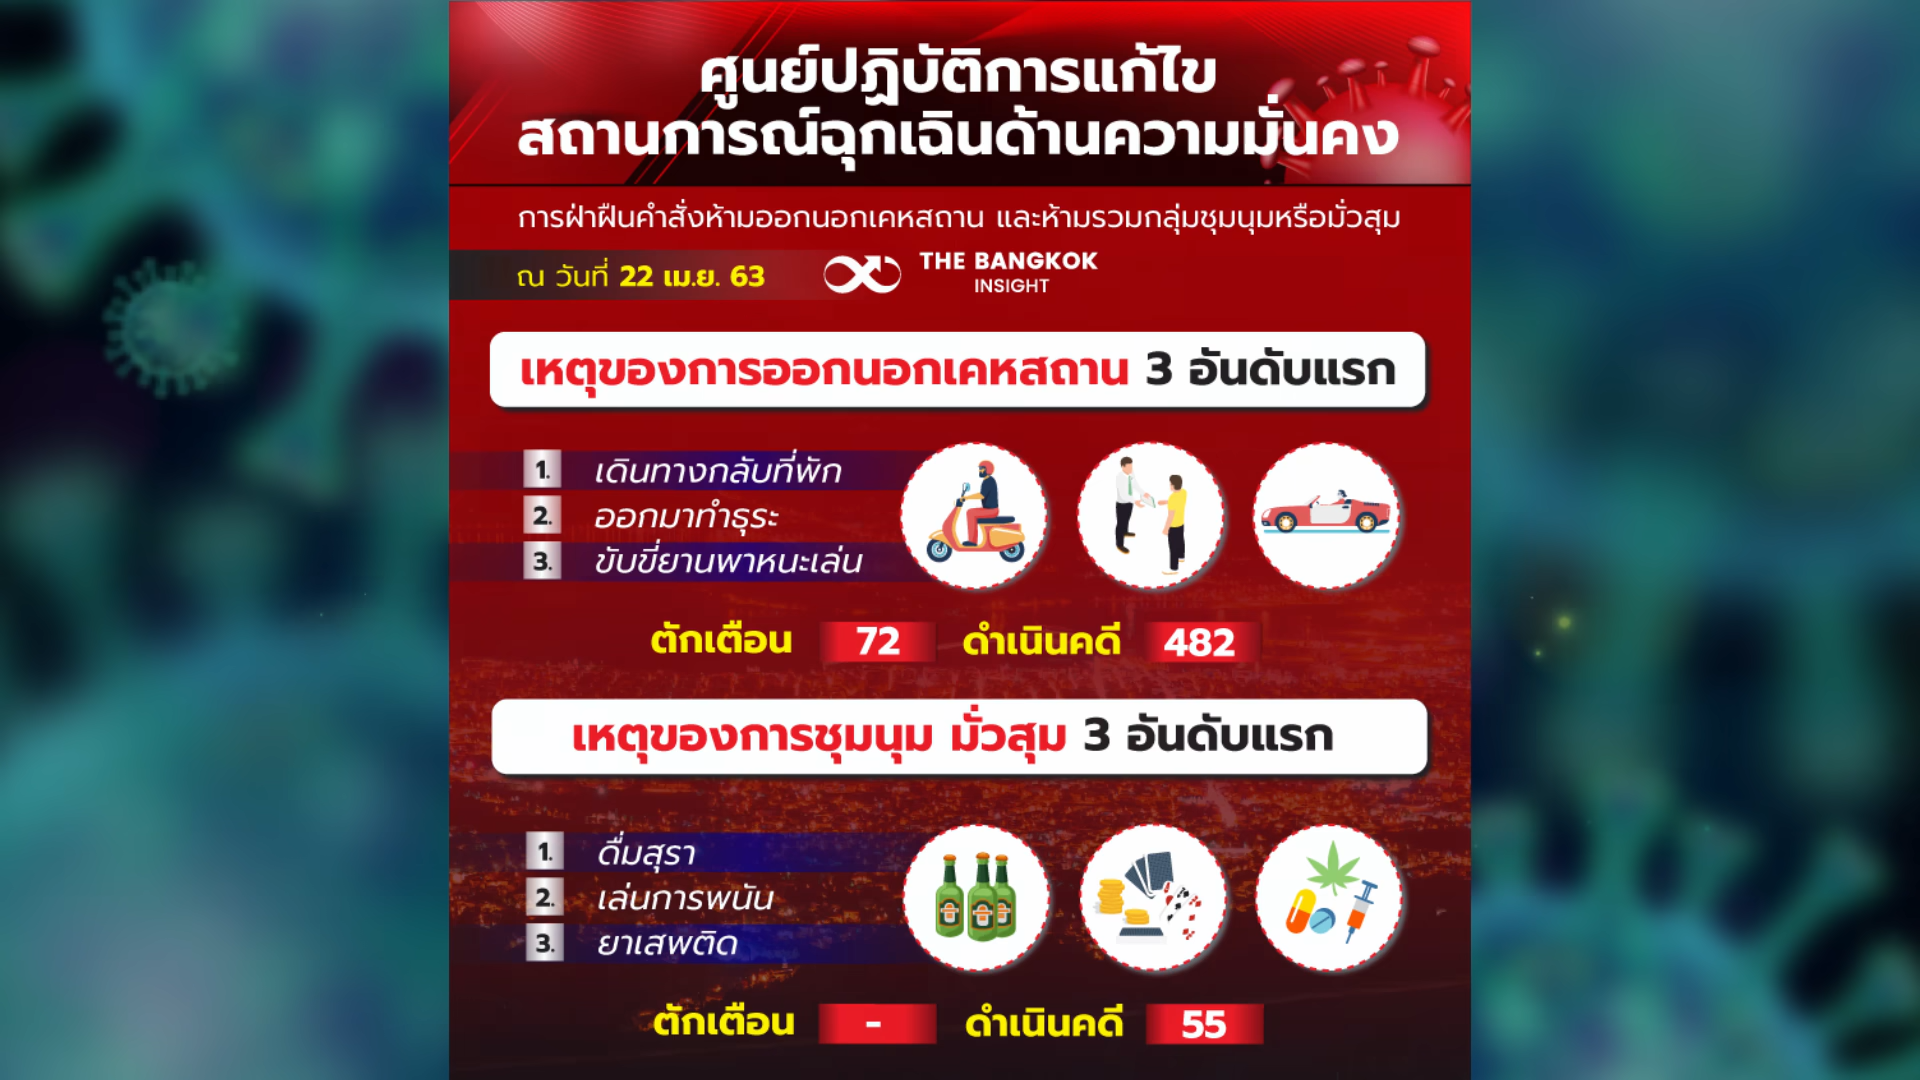 ศูนย์ปฏิบัติการแก้ไข
สถานการณ์ฉุกเฉินด้านความมั่นคง
การฝ่าฝืนคำสั่งห้ามออกนอกเคหสถาน และห้ามรวมกลุ่มชุมนุมหรือมั่วสุม
ณ วันที่ 22 เม.ย. 63
THE BANGKOK
INSIGHT
เหตุของการออกนอกเคหสถาน 3 อันดับแรก
1. เดินทางกลับที่พัก
2. ออกมาทำธุระ
3. ขับขี่ยานพาหนะเล่น
ตักเตือน 72 ดำเนินคดี 482
เหตุของการชุมนุม มั่วสุม 3 อันดับแรก
1. ดื่มสุรา
2. เล่นการพนัน
3. ยาเสพติด
ตักเตือน - ดำเนินคดี 55